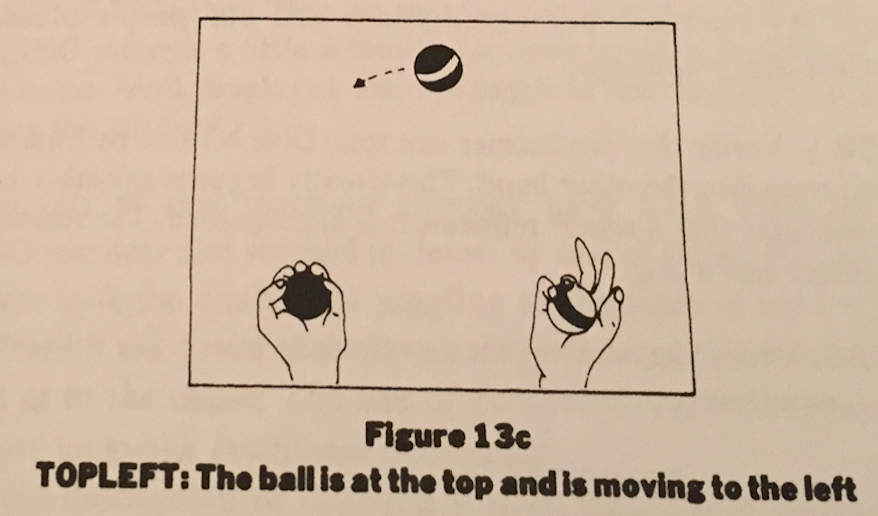 Figure 13c
TOPLEFT: The ball is at the top and is moving to the left